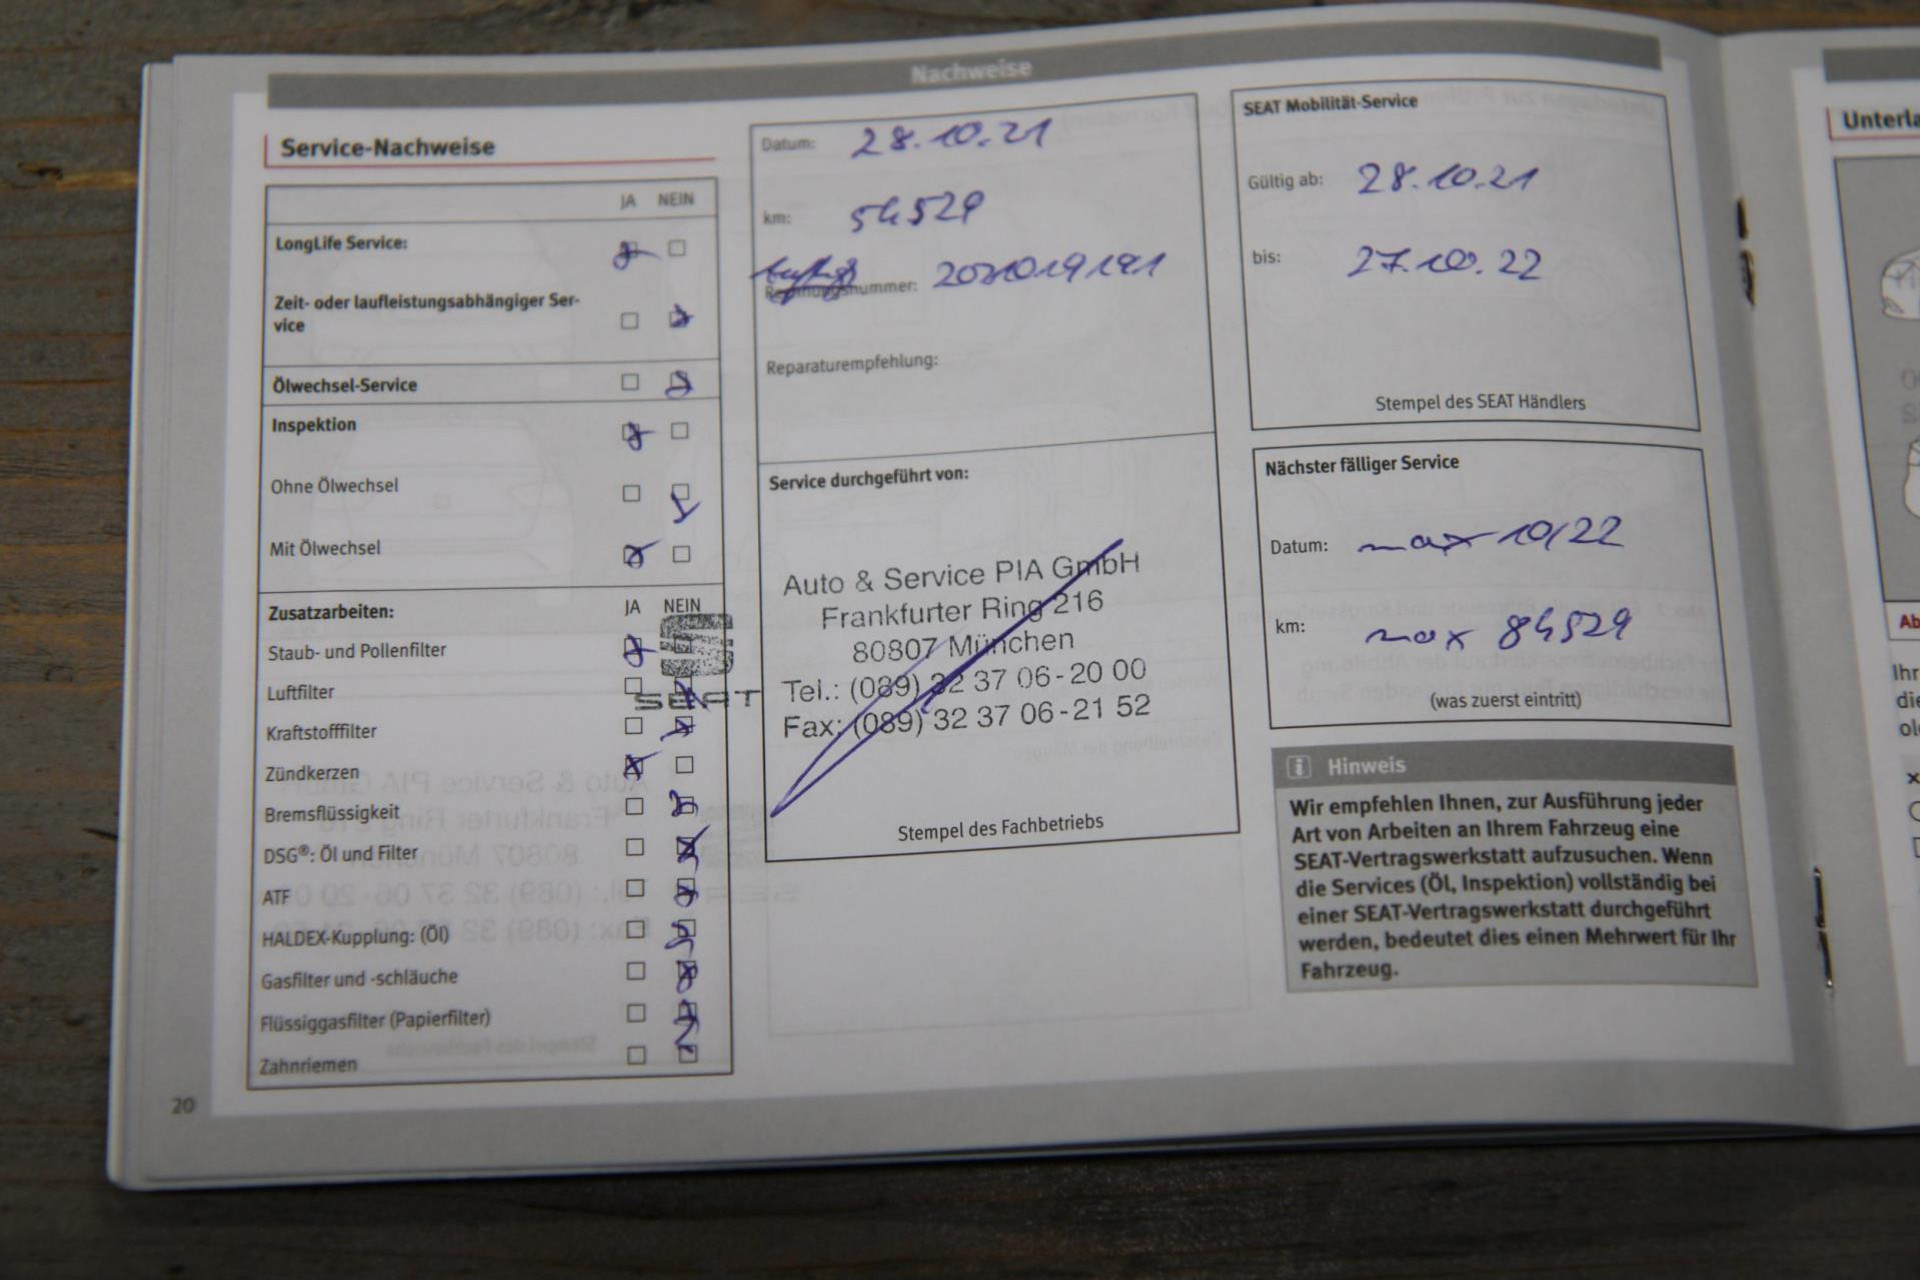 Nachweise
Service-Nachweise
JA NEIN
LongLife Service:
Zeit- oder laufleistungsabhängiger Ser-
vice
Ölwechsel-Service
Inspektion
Ohne Ölwechsel
Mit Ölwechsel
Zusatzarbeiten: JA NEIN
Staub- und Pollenfilter
Luftfilter
Kraftstofffilter
Zündkerzen
Bremsflüssigkeit
DSG®: Öl und Filter
ATF
HALDEX-Kupplung: (Öl)
Gasfilter und -schläuche
Flüssiggasfilter (Papierfilter)
Zahnriemen
20
SEAT
Datum: 28.10.21
km: 54529
Rechnungsnummer:
Reparaturempfehlung:
Service durchgeführt von:
Auto & Service PIA GmbH
Frankfurter Ring 216
80807 München
Tel.: (089) 32 37 06-20 00
Fax: (089) 32 37 06-21 52
Stempel des Fachbetriebs
SEAT Mobilität-Service
Gültig ab: 28.10.21
bis: 27.10.22
Stempel des SEAT Händlers
Nächster fälliger Service
Datum: max 10/22
km: max 84529
(was zuerst eintritt)
i Hinweis
Wir empfehlen Ihnen, zur Ausführung jeder
Art von Arbeiten an Ihrem Fahrzeug eine
SEAT-Vertragswerkstatt aufzusuchen. Wenn
die Services (Öl, Inspektion) vollständig bei
einer SEAT-Vertragswerkstatt durchgeführt
werden, bedeutet dies einen Mehrwert für Ihr
Fahrzeug.
Unterla
Ab
Ihr
die